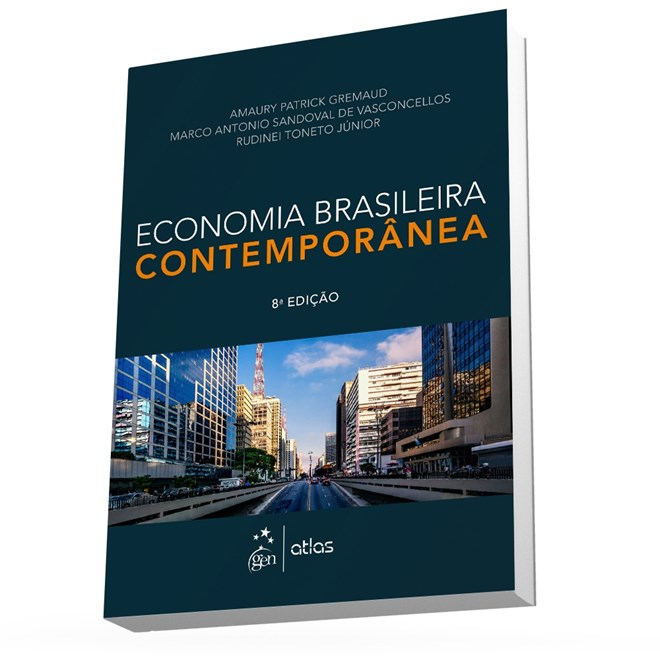 AMAURY PATRICK GREMAUD
MARCO ANTONIO SANDOVAL DE VASCONCELLOS
RUDINEI TONETO JÚNIOR
ECONOMIA BRASILEIRA
CONTEMPORÂNEA
8ª EDIÇÃO
gen | atlas